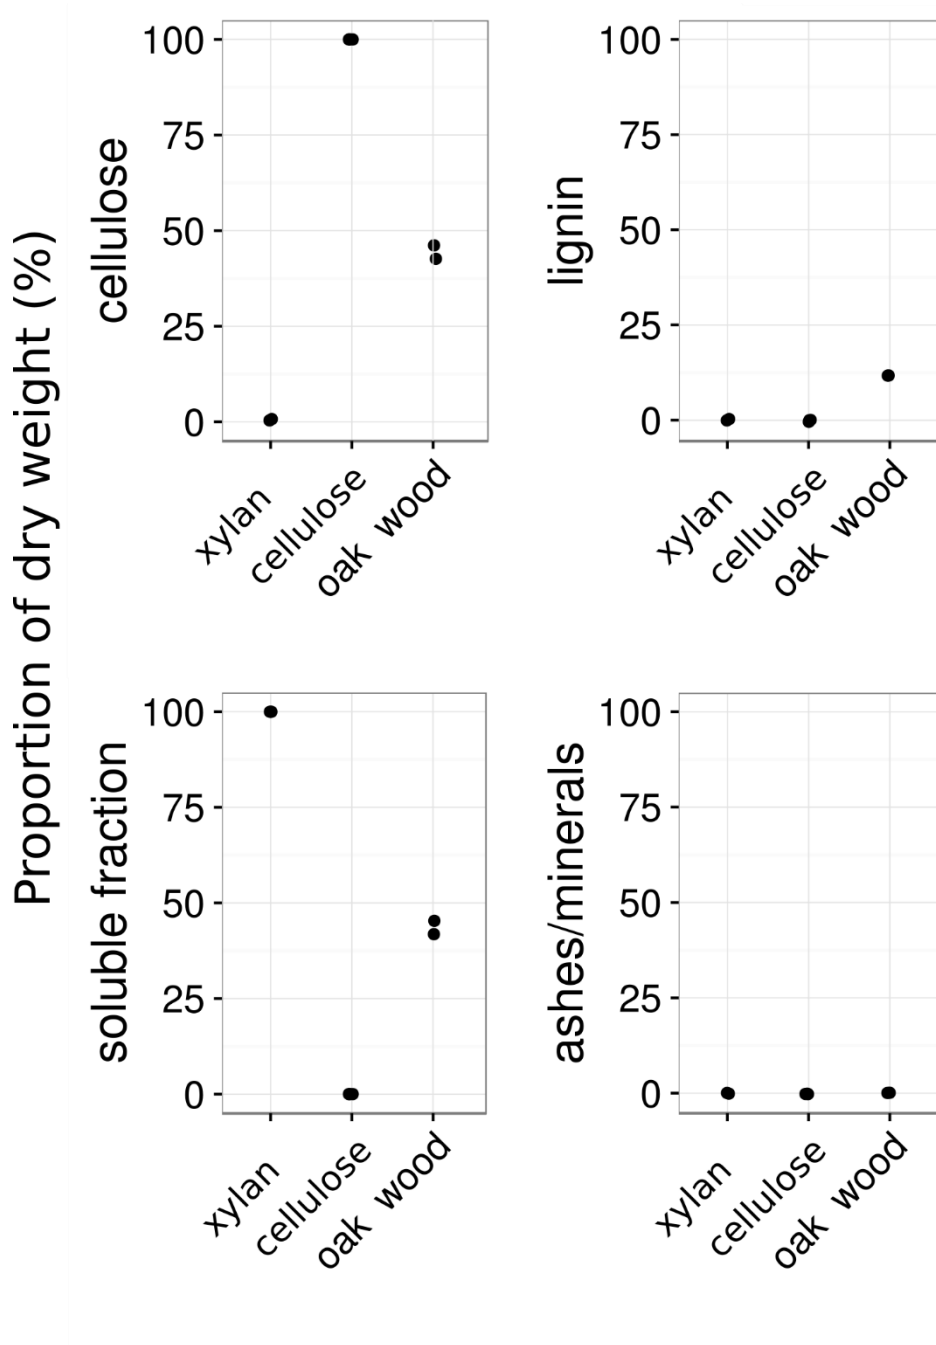 Proportion of dry weight (%)
cellulose
100
75
50
25
0
xylan
cellulose
oak wood
lignin
100
75
50
25
0
xylan
cellulose
oak wood
soluble fraction
100
75
50
25
0
xylan
cellulose
oak wood
ashes/minerals
100
75
50
25
0
xylan
cellulose
oak wood